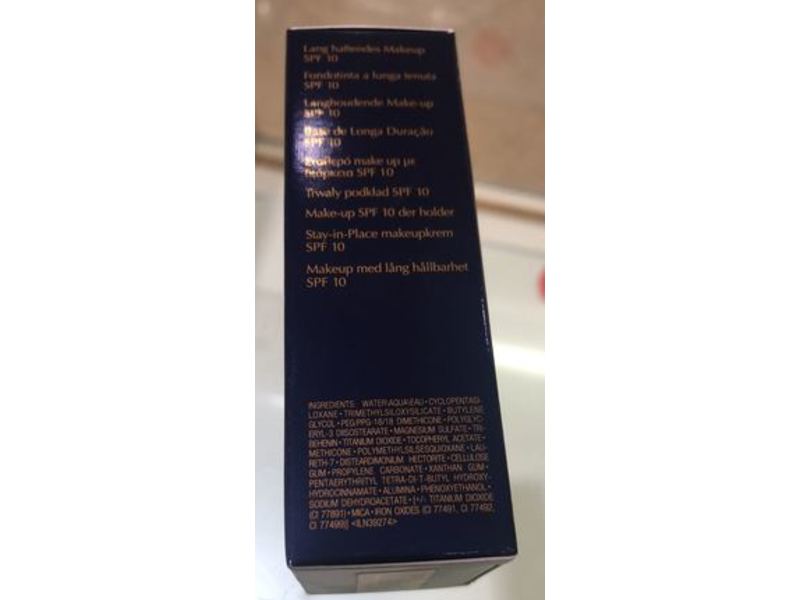 Lang haftendes Makeup
SPF 10
Fondotinta a lunga tenuta
SPF 10
Langhoudende Make-up
SPF 10
Base de Longa Duração
SPF 10
Σταθερό make up με
διάρκεια SPF 10
Trwały podkład SPF 10
Make-up SPF 10 der holder
Stay-in-Place makeupkrem
SPF 10
Makeup med lång hållbarhet
SPF 10
INGREDIENTS: WATER\AQUA\EAU • CYCLOPENTASI-
LOXANE • TRIMETHYLSILOXYSILICATE • BUTYLENE
GLYCOL • PEG/PPG-18/18 DIMETHICONE • POLYGLYC-
ERYL-3 DIISOSTEARATE • MAGNESIUM SULFATE • TRI-
BEHENIN • TITANIUM DIOXIDE • TOCOPHERYL ACETATE •
METHICONE • POLYMETHYLSILSESQUIOXANE • LAU-
RETH-7 • DISTEARDIMONIUM HECTORITE • CELLULOSE
GUM • PROPYLENE CARBONATE • XANTHAN GUM •
PENTAERYTHRITYL TETRA-DI-T-BUTYL HYDROXY-
HYDROCINNAMATE • ALUMINA • PHENOXYETHANOL •
SODIUM DEHYDROACETATE • [+/- TITANIUM DIOXIDE
(CI 77891) • MICA • IRON OXIDES (CI 77491, CI 77492,
CI 77499)] <ILN39274>